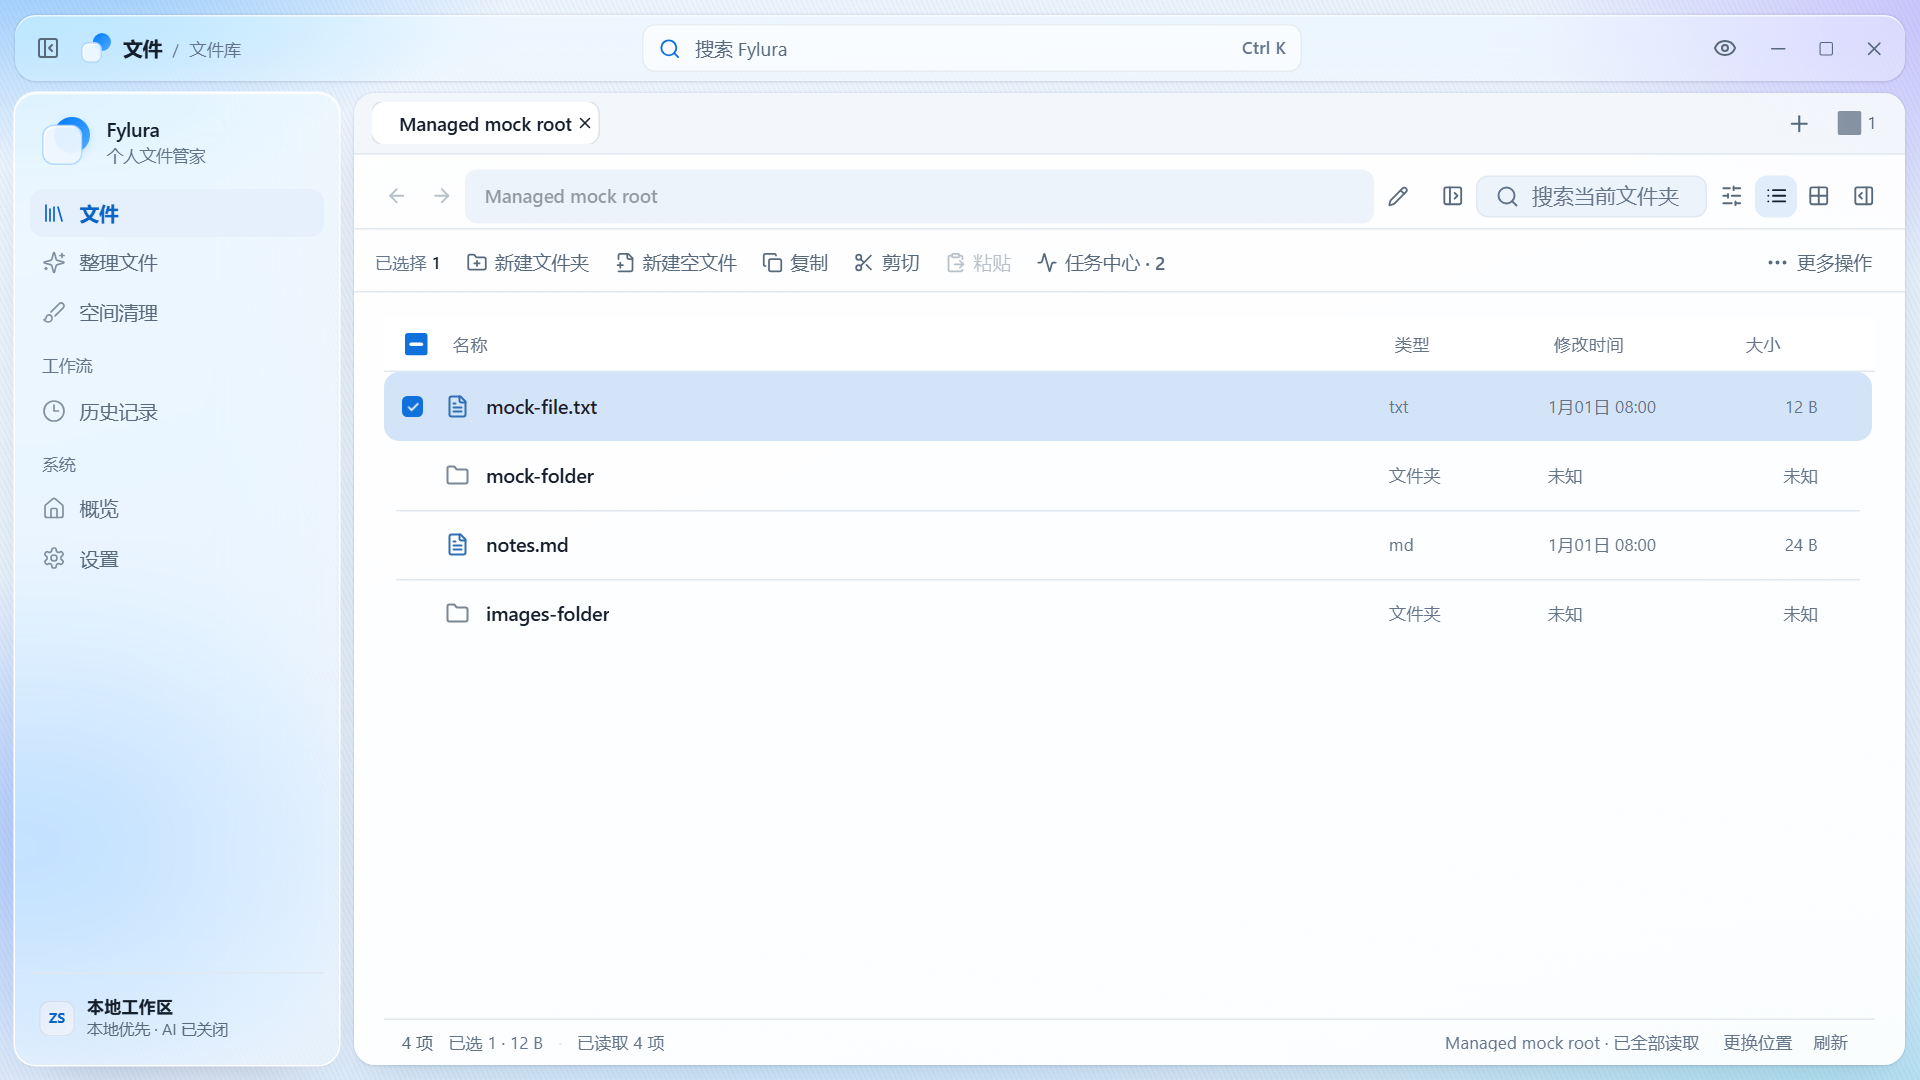 文件 / 文件库
搜索 Fylura
Ctrl K
Fylura
个人文件管家
文件
整理文件
空间清理
工作流
历史记录
系统
概览
设置
ZS
本地工作区
本地优先 · AI 已关闭
Managed mock root
1
Managed mock root
搜索当前文件夹
已选择 1 新建文件夹 新建空文件 复制 剪切 粘贴 任务中心 · 2 更多操作
名称 类型 修改时间 大小
mock-file.txt txt 1月01日 08:00 12 B
mock-folder 文件夹 未知 未知
notes.md md 1月01日 08:00 24 B
images-folder 文件夹 未知 未知
4 项 已选 1 · 12 B · 已读取 4 项 Managed mock root · 已全部读取 更换位置 刷新